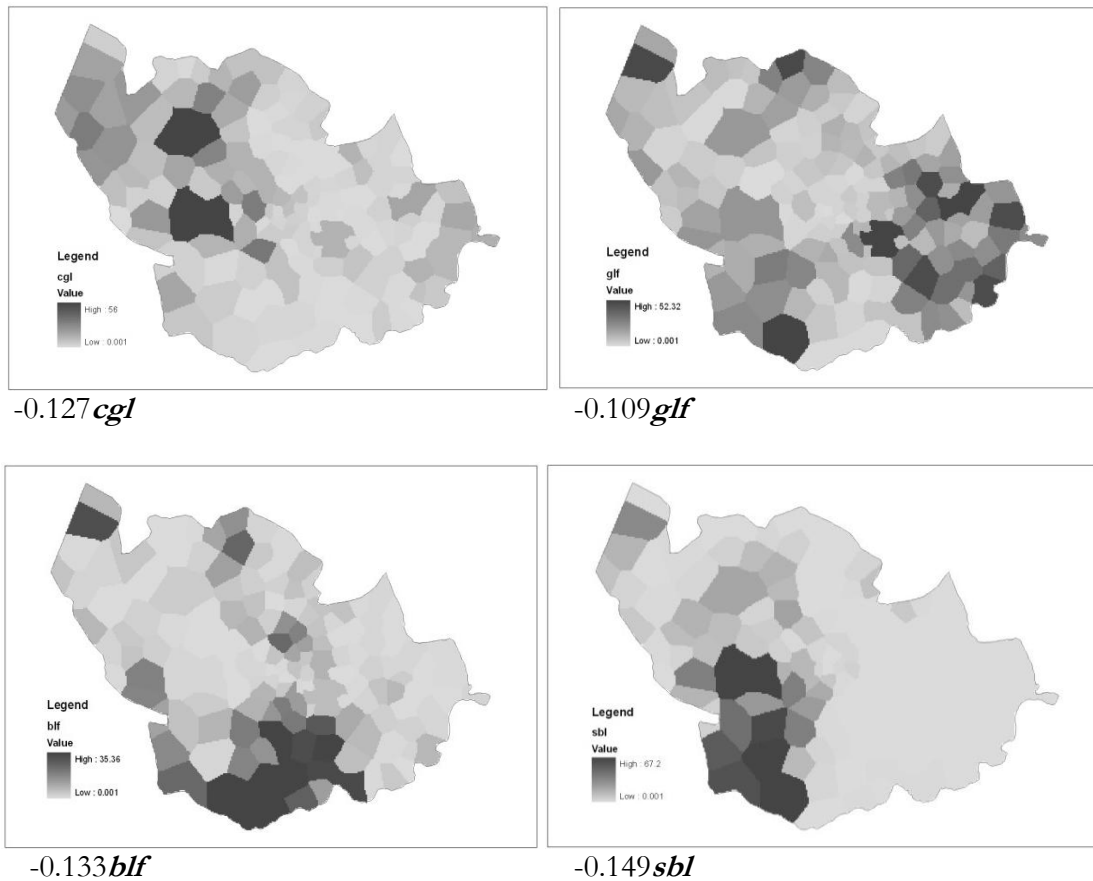 Legend
cgl
Value
High : 56
Low : 0.001
-0.127cgl
Legend
glf
Value
High : 52.32
Low : 0.001
-0.109glf
Legend
blf
Value
High : 35.36
Low : 0.001
-0.133blf
Legend
sbl
Value
High : 67.2
Low : 0.001
-0.149sbl